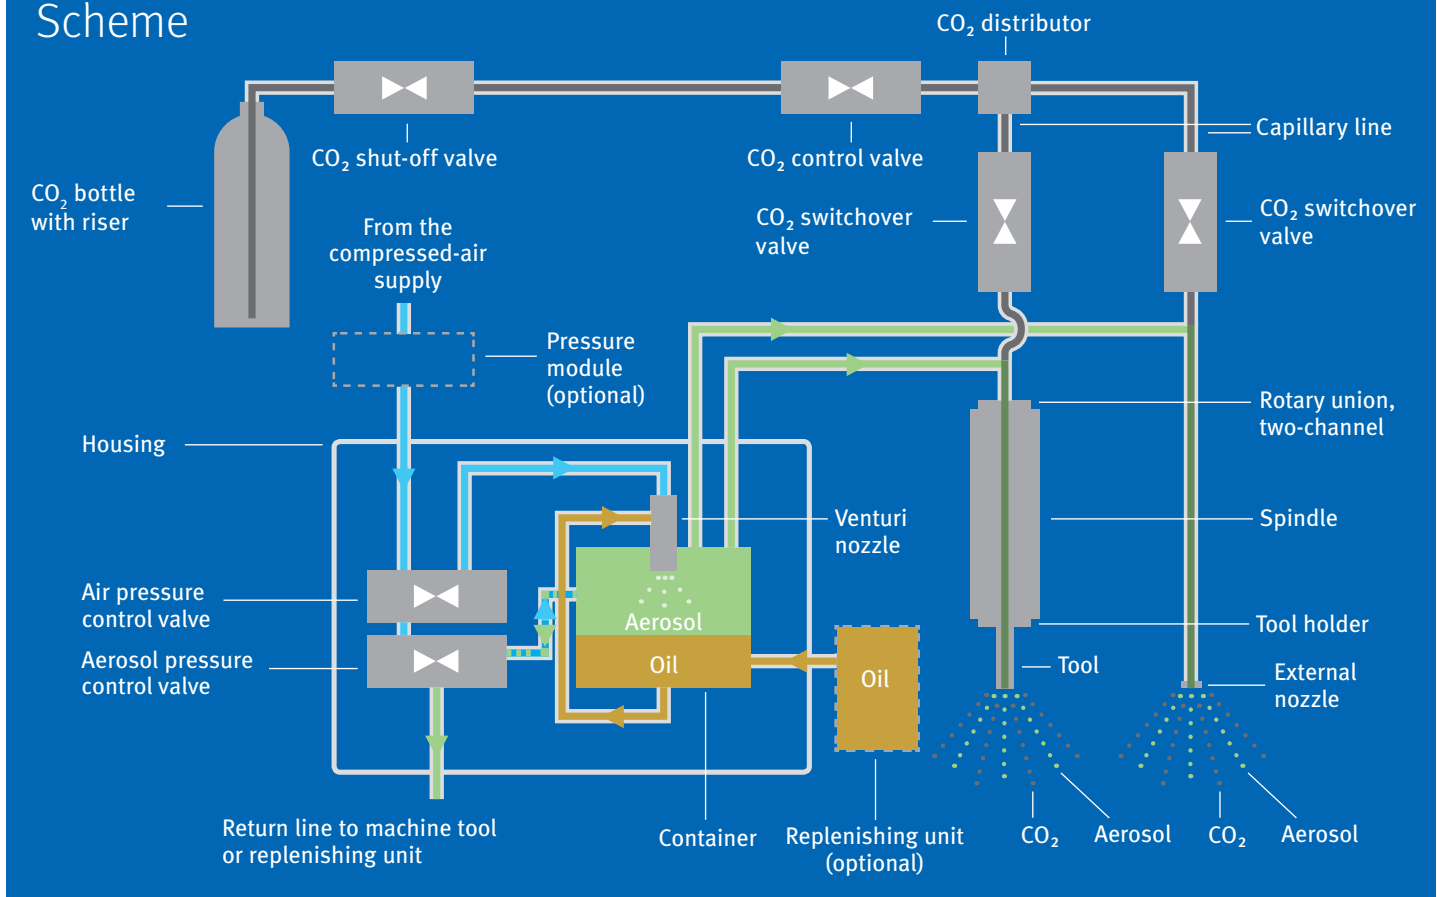 Scheme
CO₂ distributor
Capillary line
CO₂ shut-off valve
CO₂ control valve
CO₂ bottle
with riser
CO₂ switchover
valve
CO₂ switchover
valve
From the
compressed-air
supply
Pressure
module
(optional)
Rotary union,
two-channel
Housing
Venturi
nozzle
Spindle
Air pressure
control valve
Aerosol
Tool holder
Aerosol pressure
control valve
Oil
Oil
Tool
External
nozzle
Return line to machine tool
or replenishing unit
Container
Replenishing unit
(optional)
CO₂
Aerosol
CO₂
Aerosol